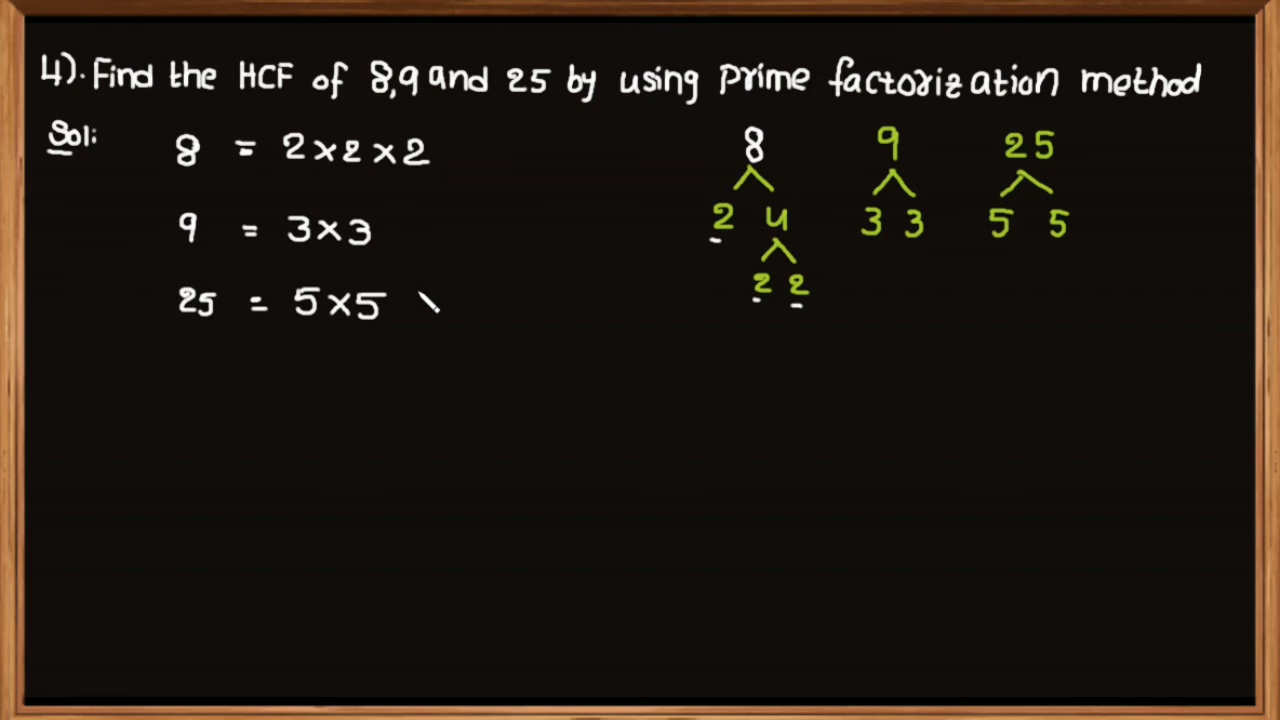 4). Find the HCF of 8,9 and 25 by using prime factorization method
Sol:
8 = 2×2×2
9 = 3×3
25 = 5×5 \
8 9 25
2 4 3 3 5 5
2 2